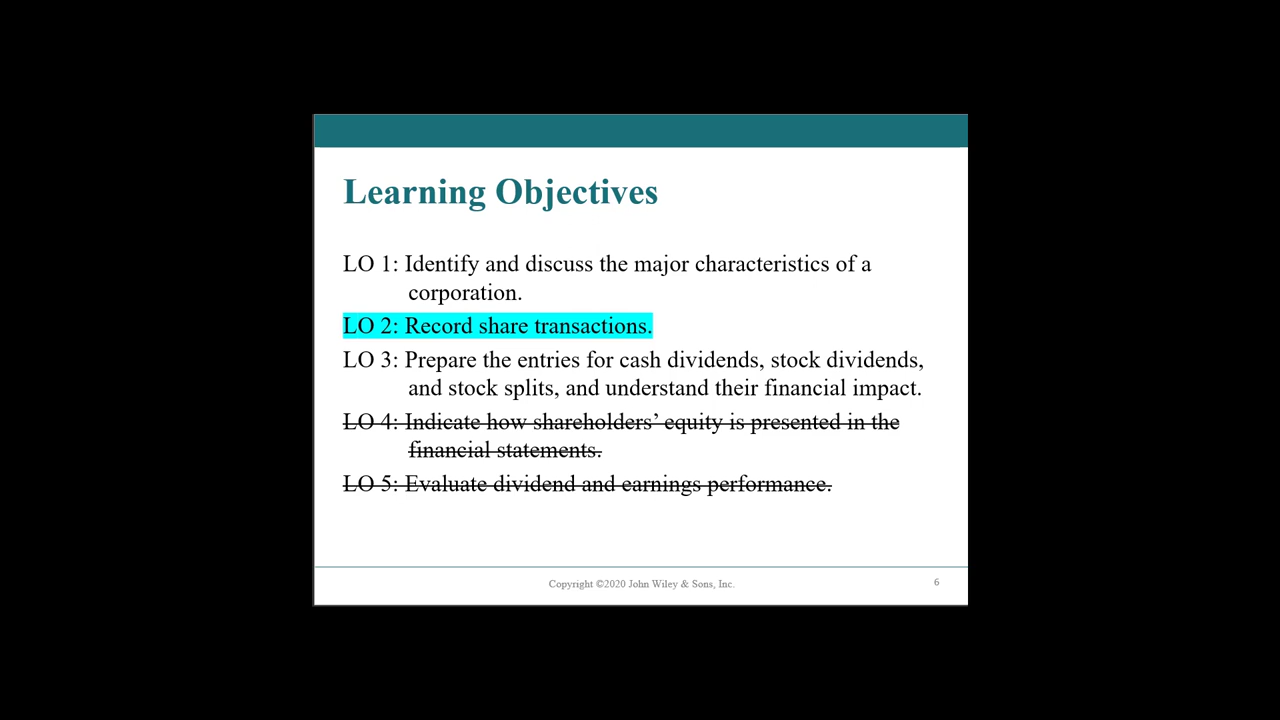 Learning Objectives
LO 1: Identify and discuss the major characteristics of a
corporation.
LO 2: Record share transactions.
LO 3: Prepare the entries for cash dividends, stock dividends,
and stock splits, and understand their financial impact.
LO 4: Indicate how shareholders’ equity is presented in the
financial statements.
LO 5: Evaluate dividend and earnings performance.
Copyright ©2020 John Wiley & Sons, Inc.
6